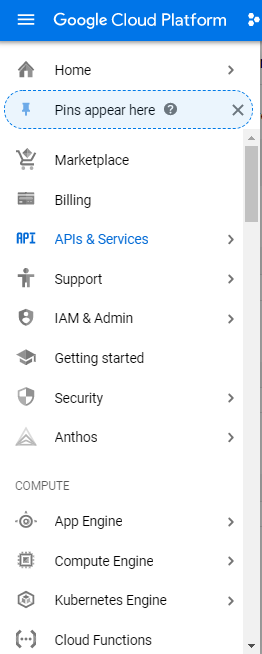 Google Cloud Platform
Home
Pins appear here ?
Marketplace
Billing
API APIs & Services
Support
IAM & Admin
Getting started
Security
Anthos
COMPUTE
App Engine
Compute Engine
Kubernetes Engine
Cloud Functions